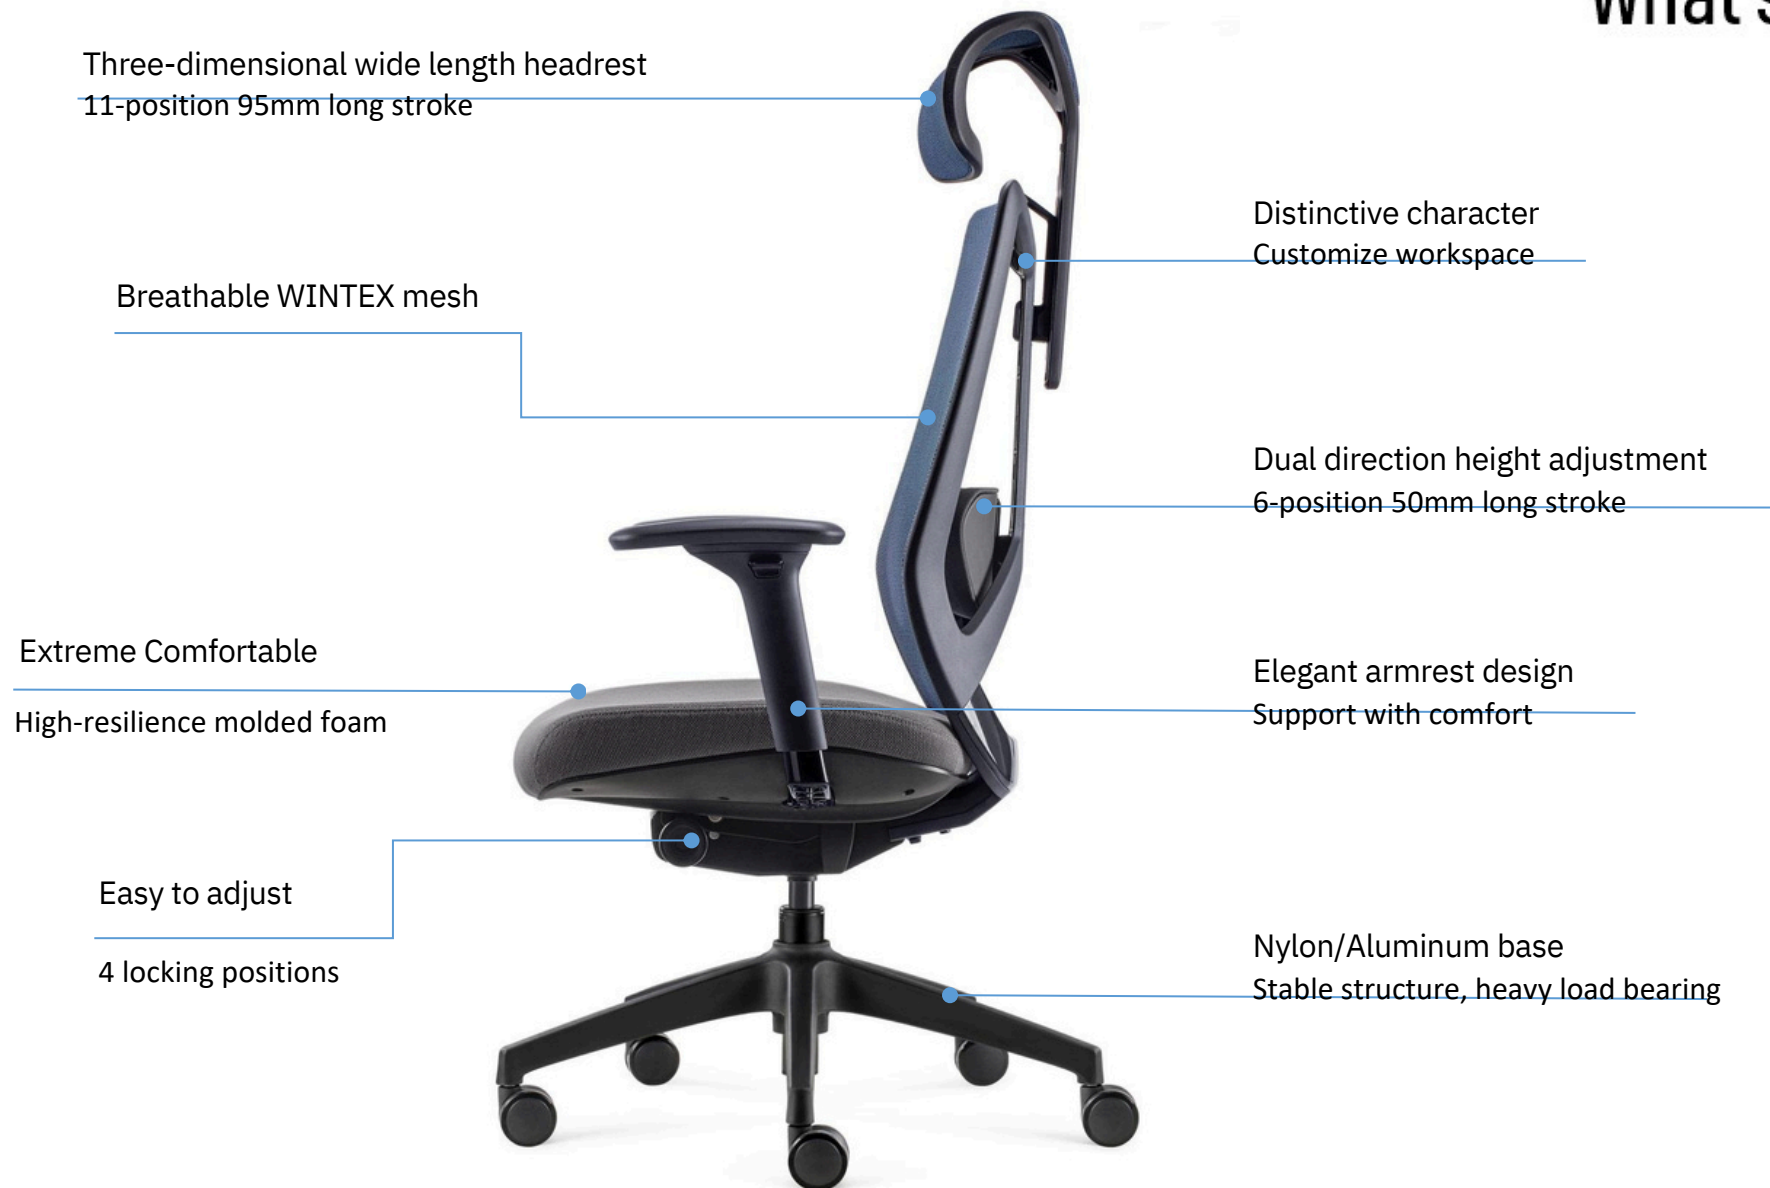 What's
Three-dimensional wide length headrest
11-position 95mm long stroke
Distinctive character
Customize workspace
Breathable WINTEX mesh
Dual direction height adjustment
6-position 50mm long stroke
Extreme Comfortable
High-resilience molded foam
Elegant armrest design
Support with comfort
Easy to adjust
4 locking positions
Nylon/Aluminum base
Stable structure, heavy load bearing